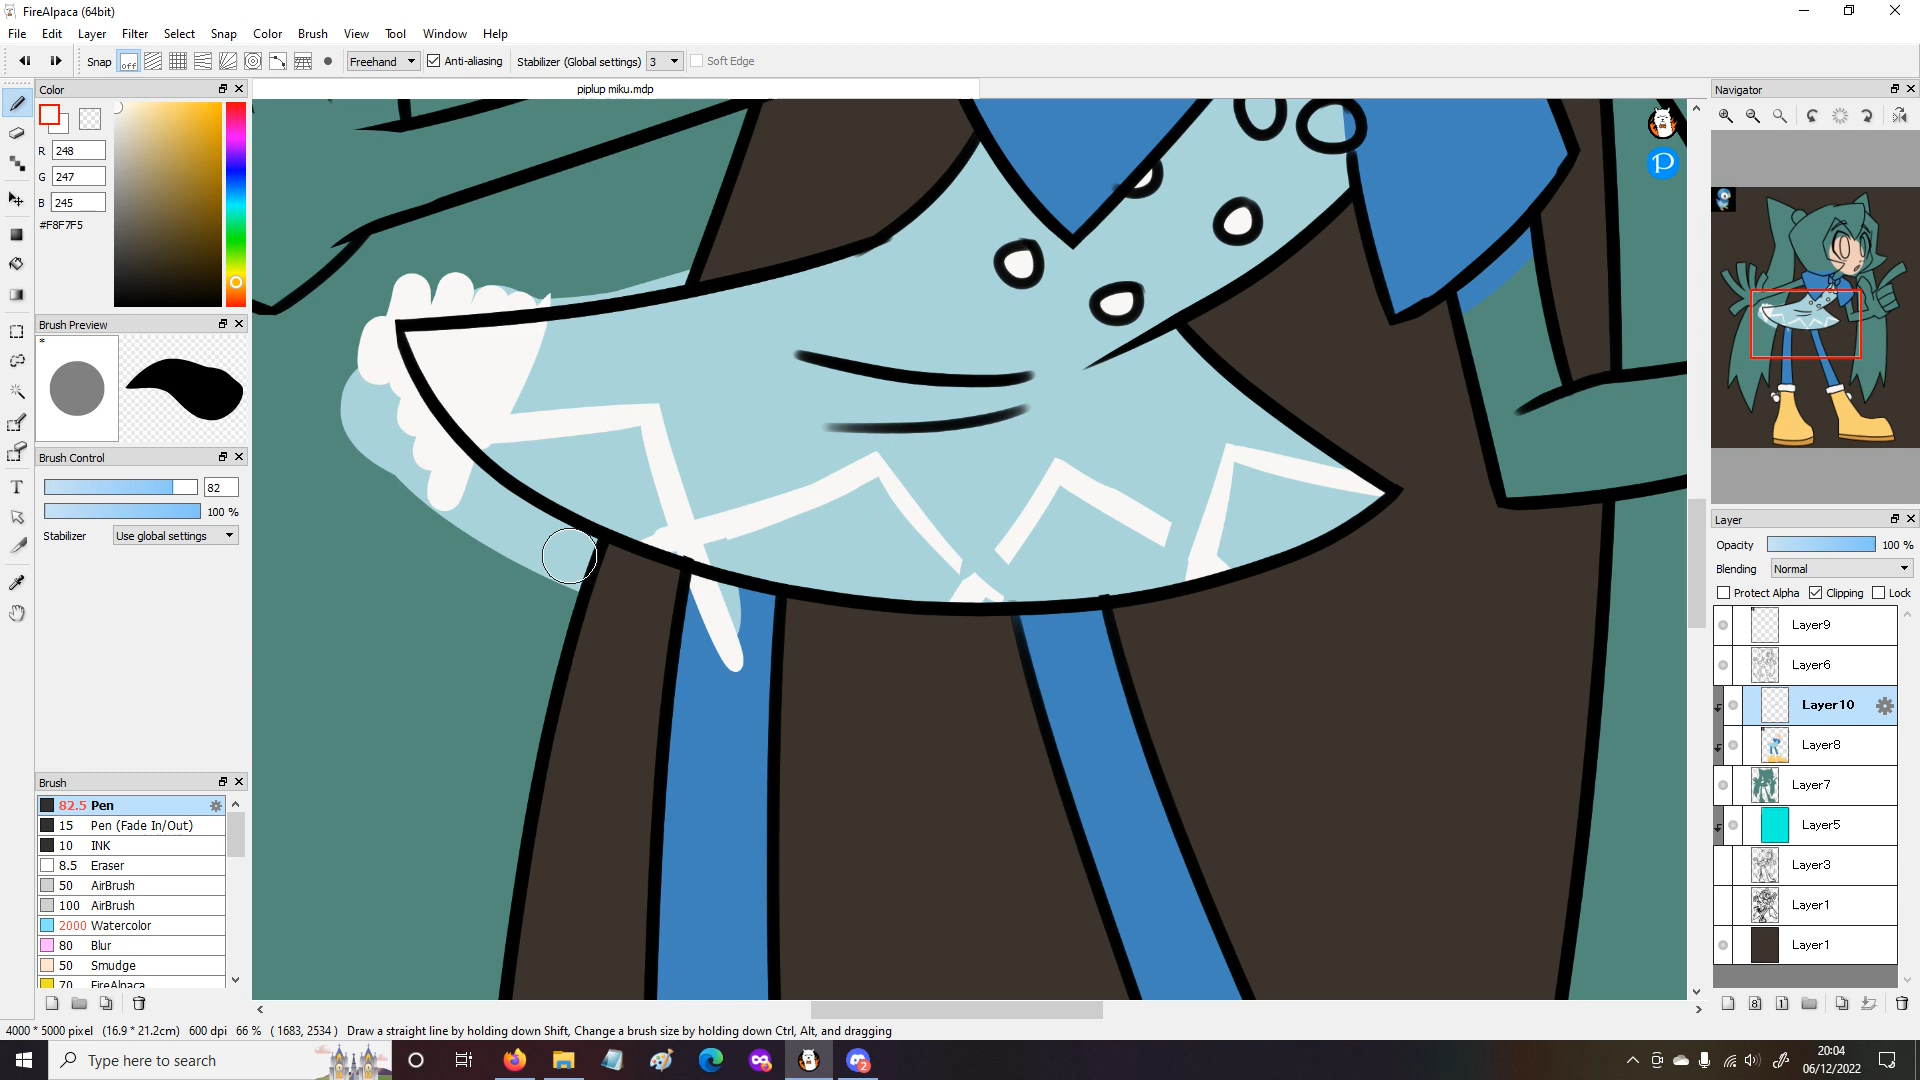 FireAlpaca (64bit)
File Edit Layer Filter Select Snap Color Brush View Tool Window Help
Snap off Freehand Anti-aliasing Stabilizer (Global settings) 3 Soft Edge
Color
piplup miku.mdp
Navigator
R 248
G 247
B 245
#F8F7F5
P
Brush Preview
*
Brush Control
82
100 %
Stabilizer Use global settings
T
Layer
Opacity 100 %
Blending Normal
Protect Alpha Clipping Lock
Layer9
Layer6
Layer10
Layer8
Layer7
Layer5
Layer3
Layer1
Layer1
Brush
82.5 Pen
15 Pen (Fade In/Out)
10 INK
8.5 Eraser
50 AirBrush
100 AirBrush
2000 Watercolor
80 Blur
50 Smudge
70 FireAlpaca
8 1
4000 * 5000 pixel (16.9 * 21.2cm) 600 dpi 66 % ( 1683, 2534 ) Draw a straight line by holding down Shift, Change a brush size by holding down Ctrl, Alt, and dragging
Type here to search
2
20:04
06/12/2022